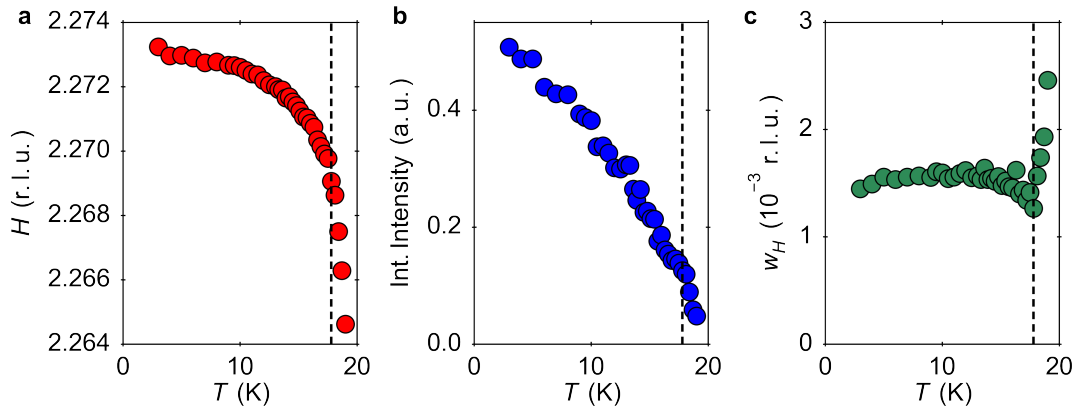 a
2.274
2.272
2.270
2.268
2.266
2.264
H (r. l. u.)
0
10
20
T (K)
b
0.4
0.2
0.0
Int. Intensity (a. u.)
0
10
20
T (K)
c
3
2
1
0
w_H (10⁻³ r. l. u.)
0
10
20
T (K)